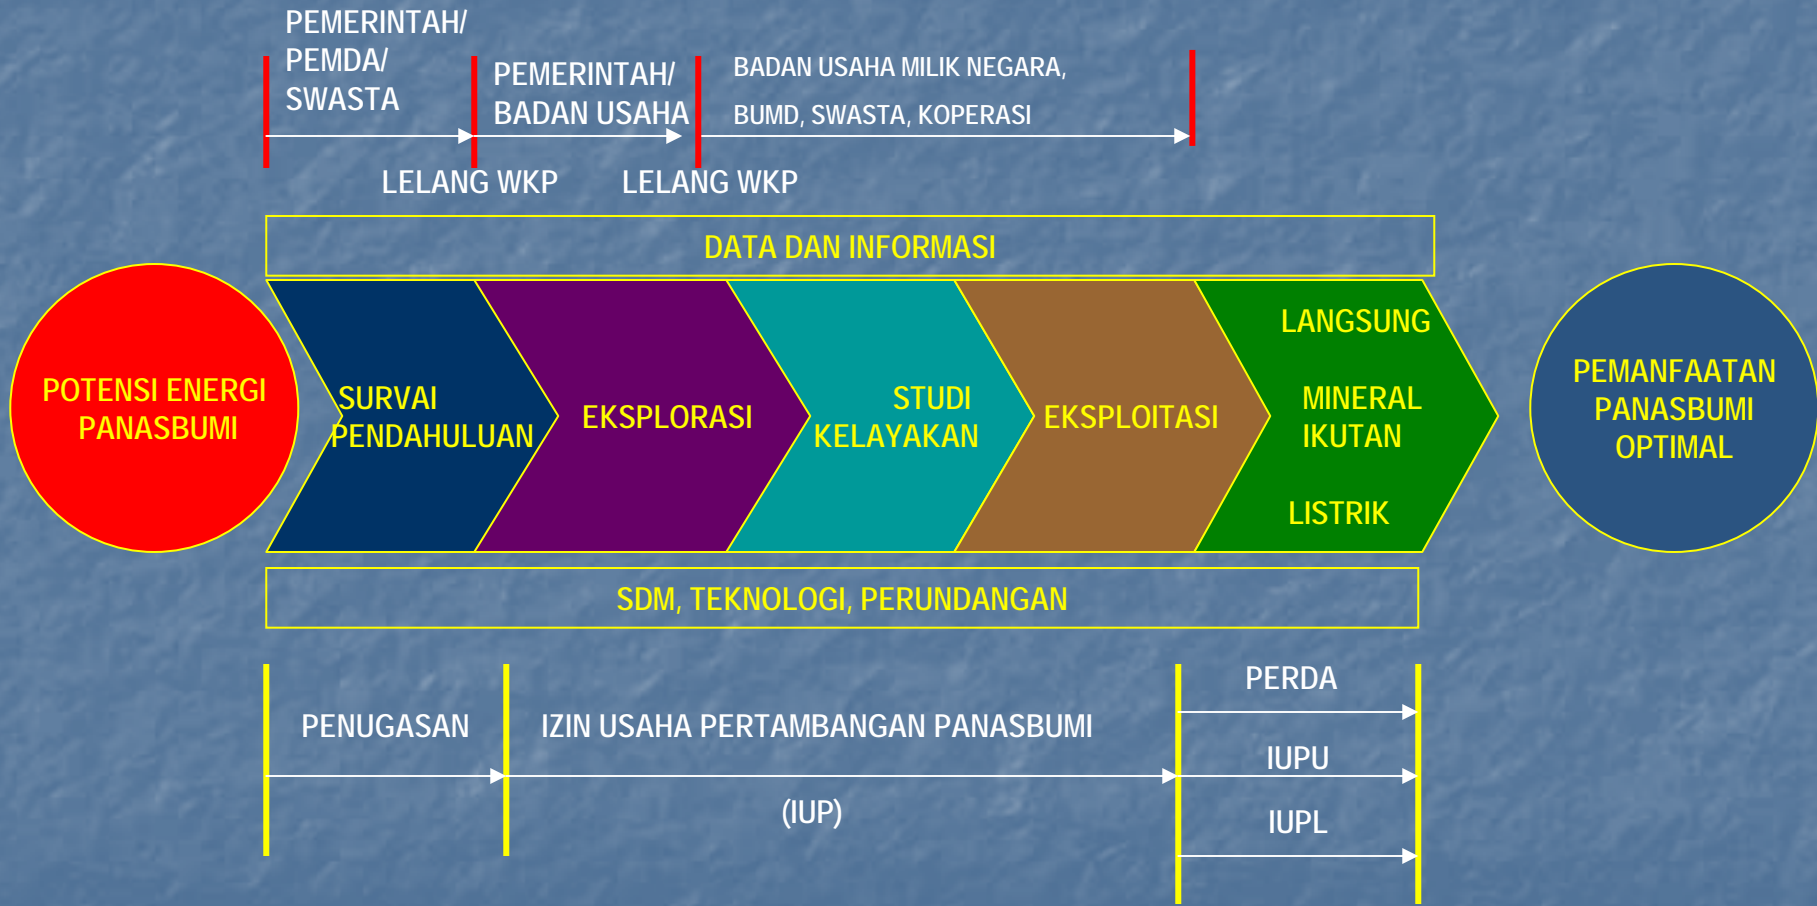 PEMERINTAH/
PEMDA/
SWASTA
PEMERINTAH/
BADAN USAHA
BADAN USAHA MILIK NEGARA,
BUMD, SWASTA, KOPERASI
LELANG WKP
LELANG WKP
DATA DAN INFORMASI
POTENSI ENERGI
PANASBUMI
SURVAI
PENDAHULUAN
EKSPLORASI
STUDI
KELAYAKAN
EKSPLOITASI
LANGSUNG
MINERAL
IKUTAN
LISTRIK
PEMANFAATAN
PANASBUMI
OPTIMAL
SDM, TEKNOLOGI, PERUNDANGAN
PENUGASAN
IZIN USAHA PERTAMBANGAN PANASBUMI
(IUP)
PERDA
IUPU
IUPL